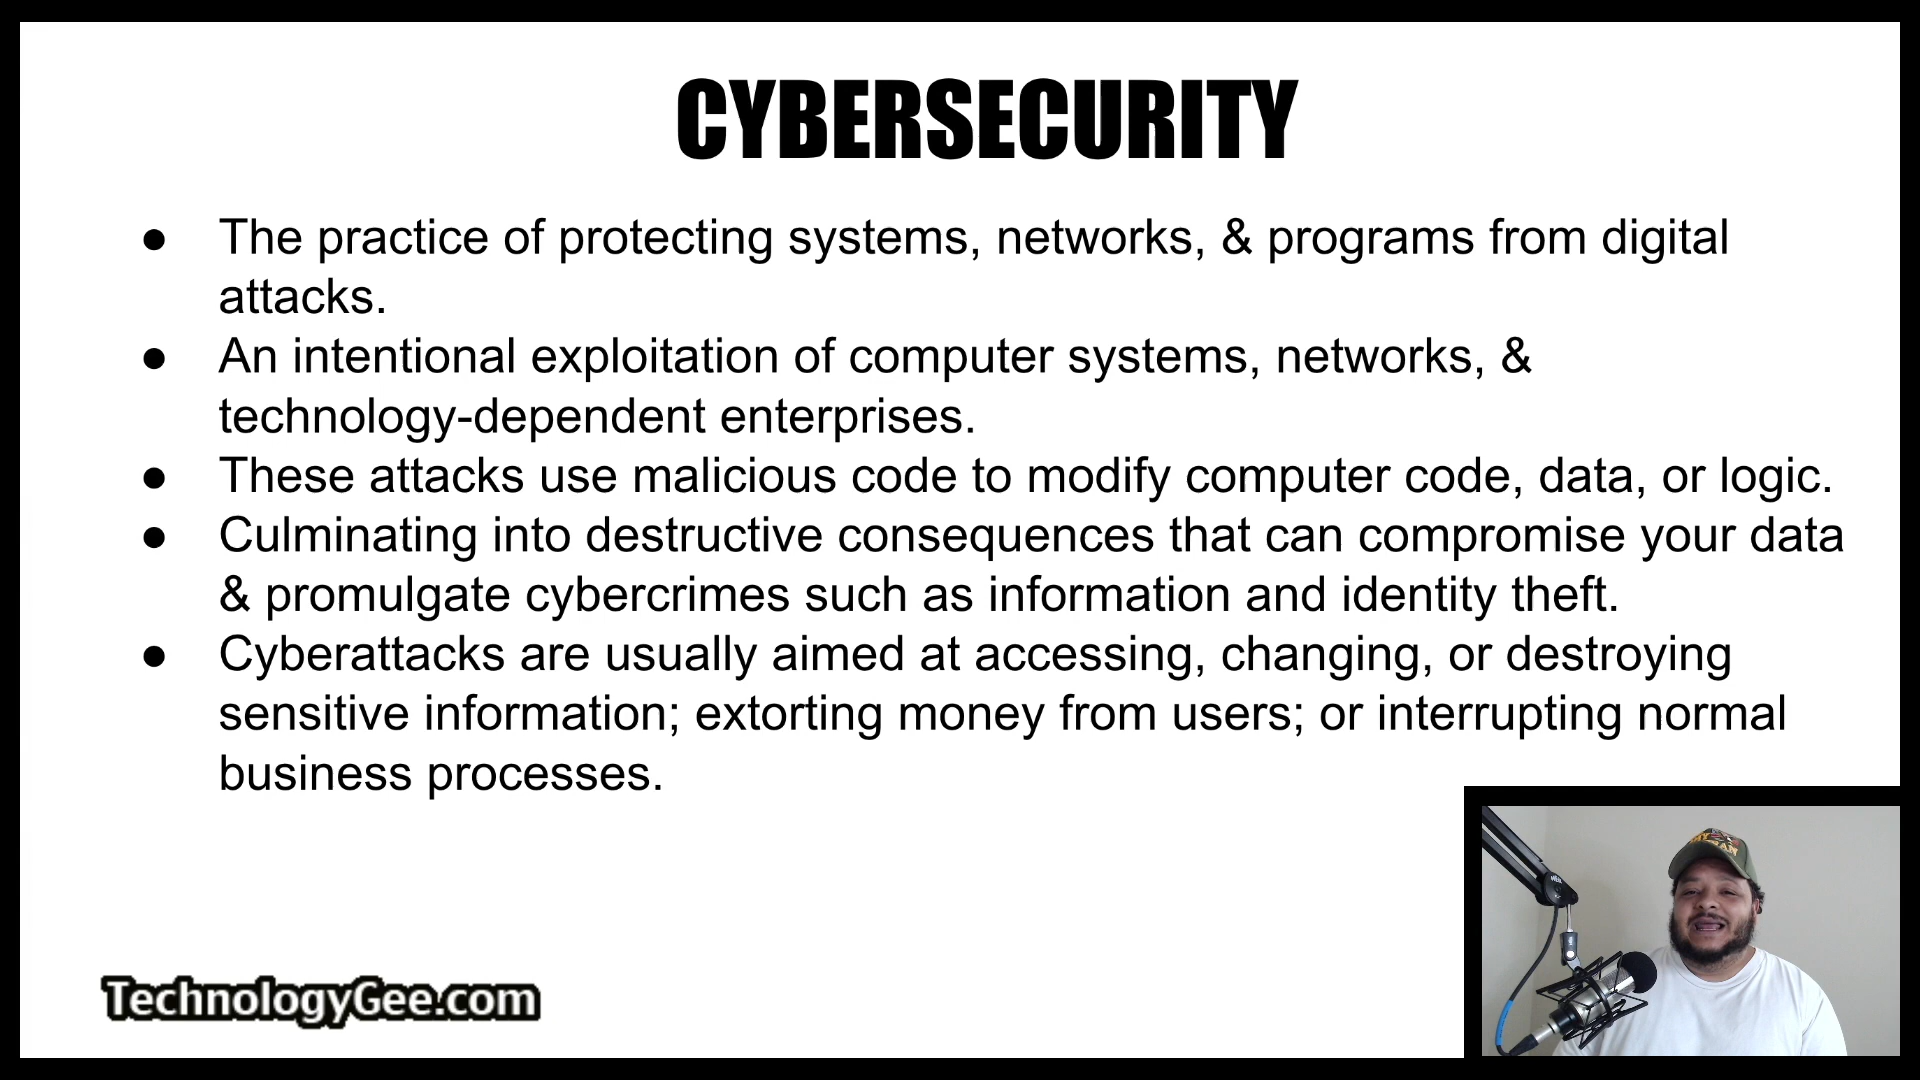 CYBERSECURITY
● The practice of protecting systems, networks, & programs from digital
attacks.
● An intentional exploitation of computer systems, networks, &
technology-dependent enterprises.
● These attacks use malicious code to modify computer code, data, or logic.
● Culminating into destructive consequences that can compromise your data
& promulgate cybercrimes such as information and identity theft.
● Cyberattacks are usually aimed at accessing, changing, or destroying
sensitive information; extorting money from users; or interrupting normal
business processes.
TechnologyGee.com